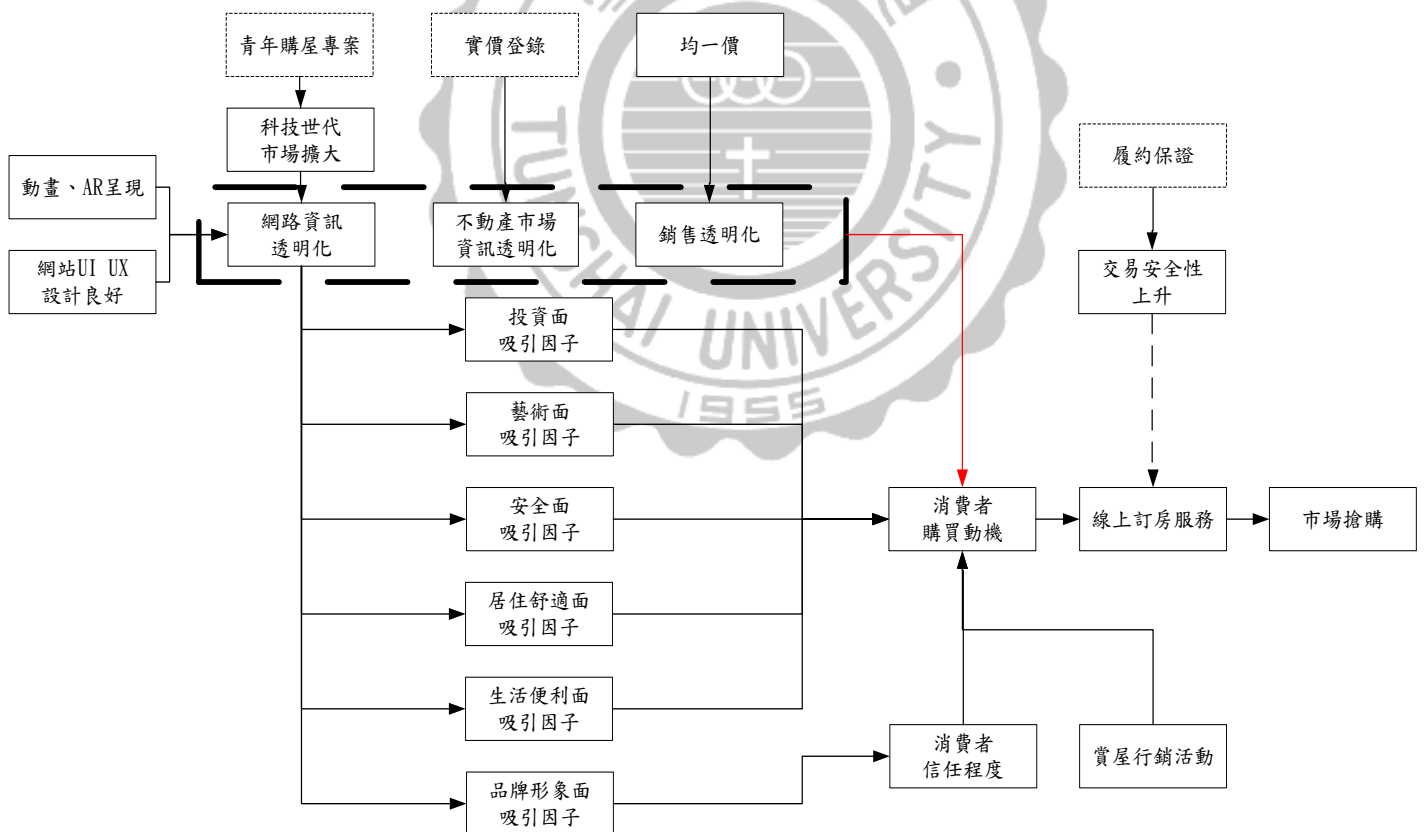 青年購屋專案
實價登錄
均一價
科技世代
市場擴大
履約保證
動畫、AR呈現
網路資訊
透明化
不動產市場
資訊透明化
銷售透明化
網站UI UX
設計良好
交易安全性
上升
投資面
吸引因子
藝術面
吸引因子
安全面
吸引因子
消費者
購買動機
線上訂房服務
市場搶購
居住舒適面
吸引因子
生活便利面
吸引因子
消費者
信任程度
賞屋行銷活動
品牌形象面
吸引因子
TUNGHAI UNIVERSITY
1955